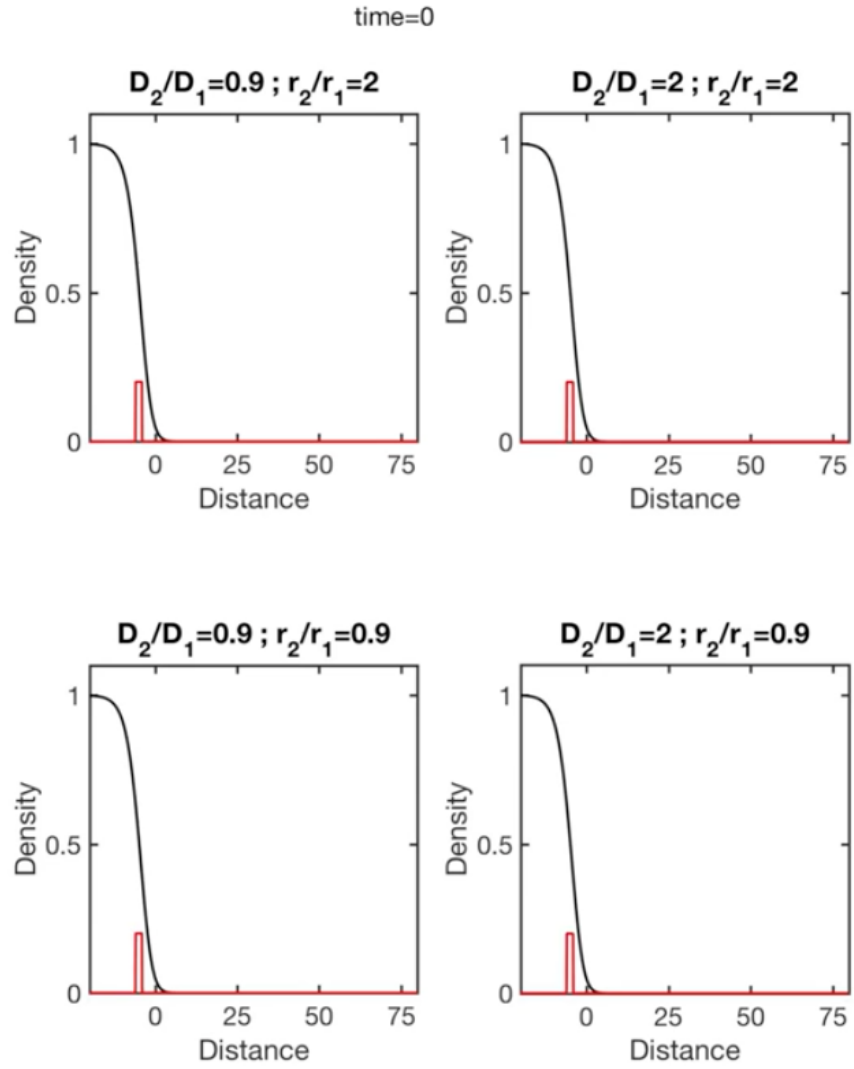 time=0
D₂/D₁=0.9 ; r₂/r₁=2
1
0.5
0
Density
0 25 50 75
Distance
D₂/D₁=2 ; r₂/r₁=2
1
0.5
0
Density
0 25 50 75
Distance
D₂/D₁=0.9 ; r₂/r₁=0.9
1
0.5
0
Density
0 25 50 75
Distance
D₂/D₁=2 ; r₂/r₁=0.9
1
0.5
0
Density
0 25 50 75
Distance